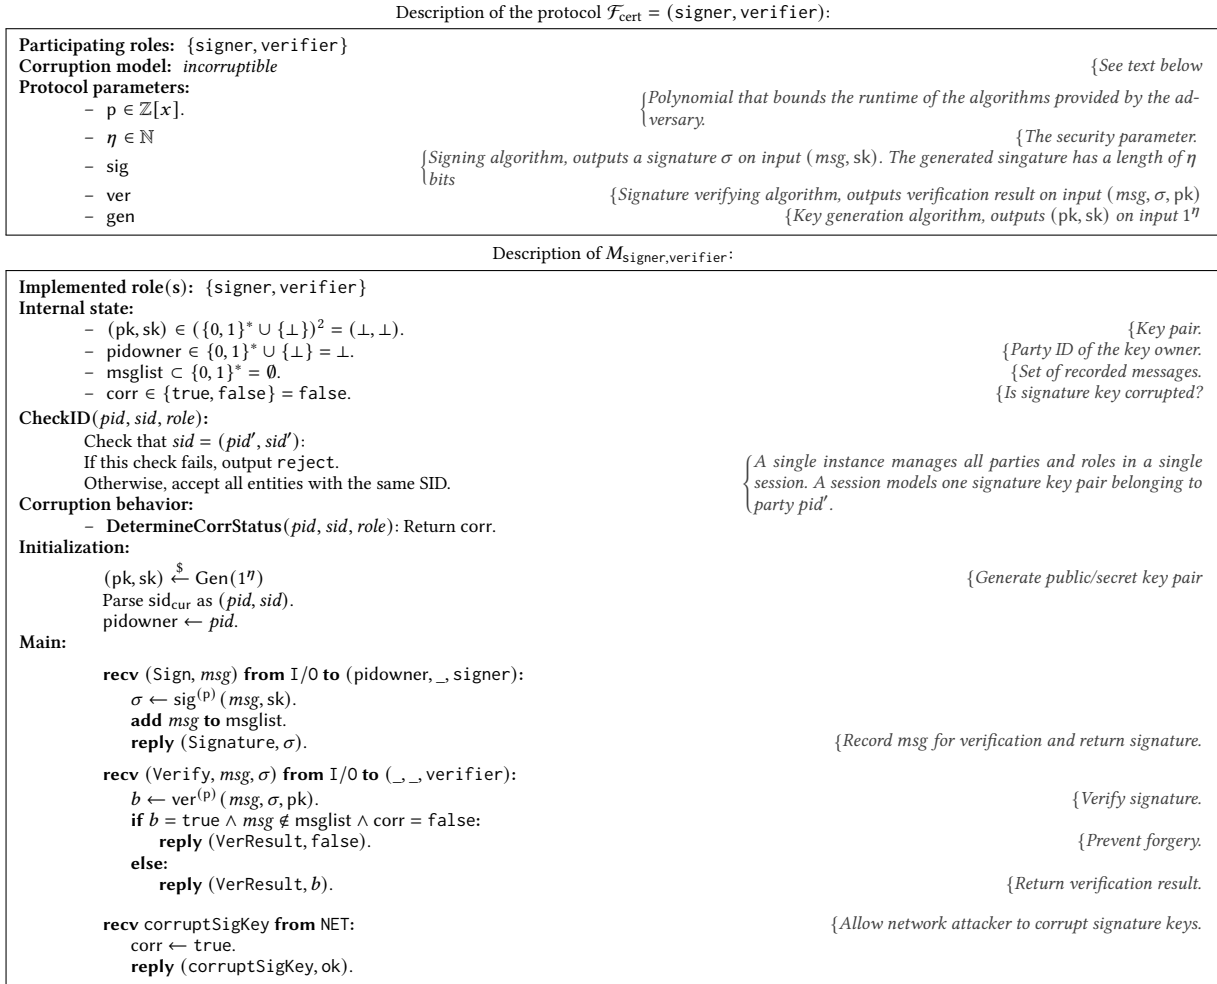 Description of the protocol ℱcert = (signer, verifier):
Participating roles: {signer, verifier}
Corruption model: incorruptible {See text below
Protocol parameters:
– p ∈ ℤ[x]. {Polynomial that bounds the runtime of the algorithms provided by the ad-
versary.
– η ∈ ℕ {The security parameter.
– sig {Signing algorithm, outputs a signature σ on input (msg, sk). The generated singature has a length of η
bits
– ver {Signature verifying algorithm, outputs verification result on input (msg, σ, pk)
– gen {Key generation algorithm, outputs (pk, sk) on input 1^η
Description of M_signer,verifier:
Implemented role(s): {signer, verifier}
Internal state:
– (pk, sk) ∈ ({0, 1}* ∪ {⊥})² = (⊥, ⊥). {Key pair.
– pidowner ∈ {0, 1}* ∪ {⊥} = ⊥. {Party ID of the key owner.
– msglist ⊂ {0, 1}* = ∅. {Set of recorded messages.
– corr ∈ {true, false} = false. {Is signature key corrupted?
CheckID(pid, sid, role):
Check that sid = (pid′, sid′):
If this check fails, output reject.
Otherwise, accept all entities with the same SID.
{A single instance manages all parties and roles in a single
session. A session models one signature key pair belonging to
party pid′.
Corruption behavior:
– DetermineCorrStatus(pid, sid, role): Return corr.
Initialization:
(pk, sk) ←$ Gen(1^η) {Generate public/secret key pair
Parse sid_cur as (pid, sid).
pidowner ← pid.
Main:
recv (Sign, msg) from I/O to (pidowner, _, signer):
σ ← sig^(p) (msg, sk).
add msg to msglist.
reply (Signature, σ). {Record msg for verification and return signature.
recv (Verify, msg, σ) from I/O to (_, _, verifier):
b ← ver^(p) (msg, σ, pk). {Verify signature.
if b = true ∧ msg ∉ msglist ∧ corr = false:
reply (VerResult, false). {Prevent forgery.
else:
reply (VerResult, b). {Return verification result.
recv corruptSigKey from NET: {Allow network attacker to corrupt signature keys.
corr ← true.
reply (corruptSigKey, ok).